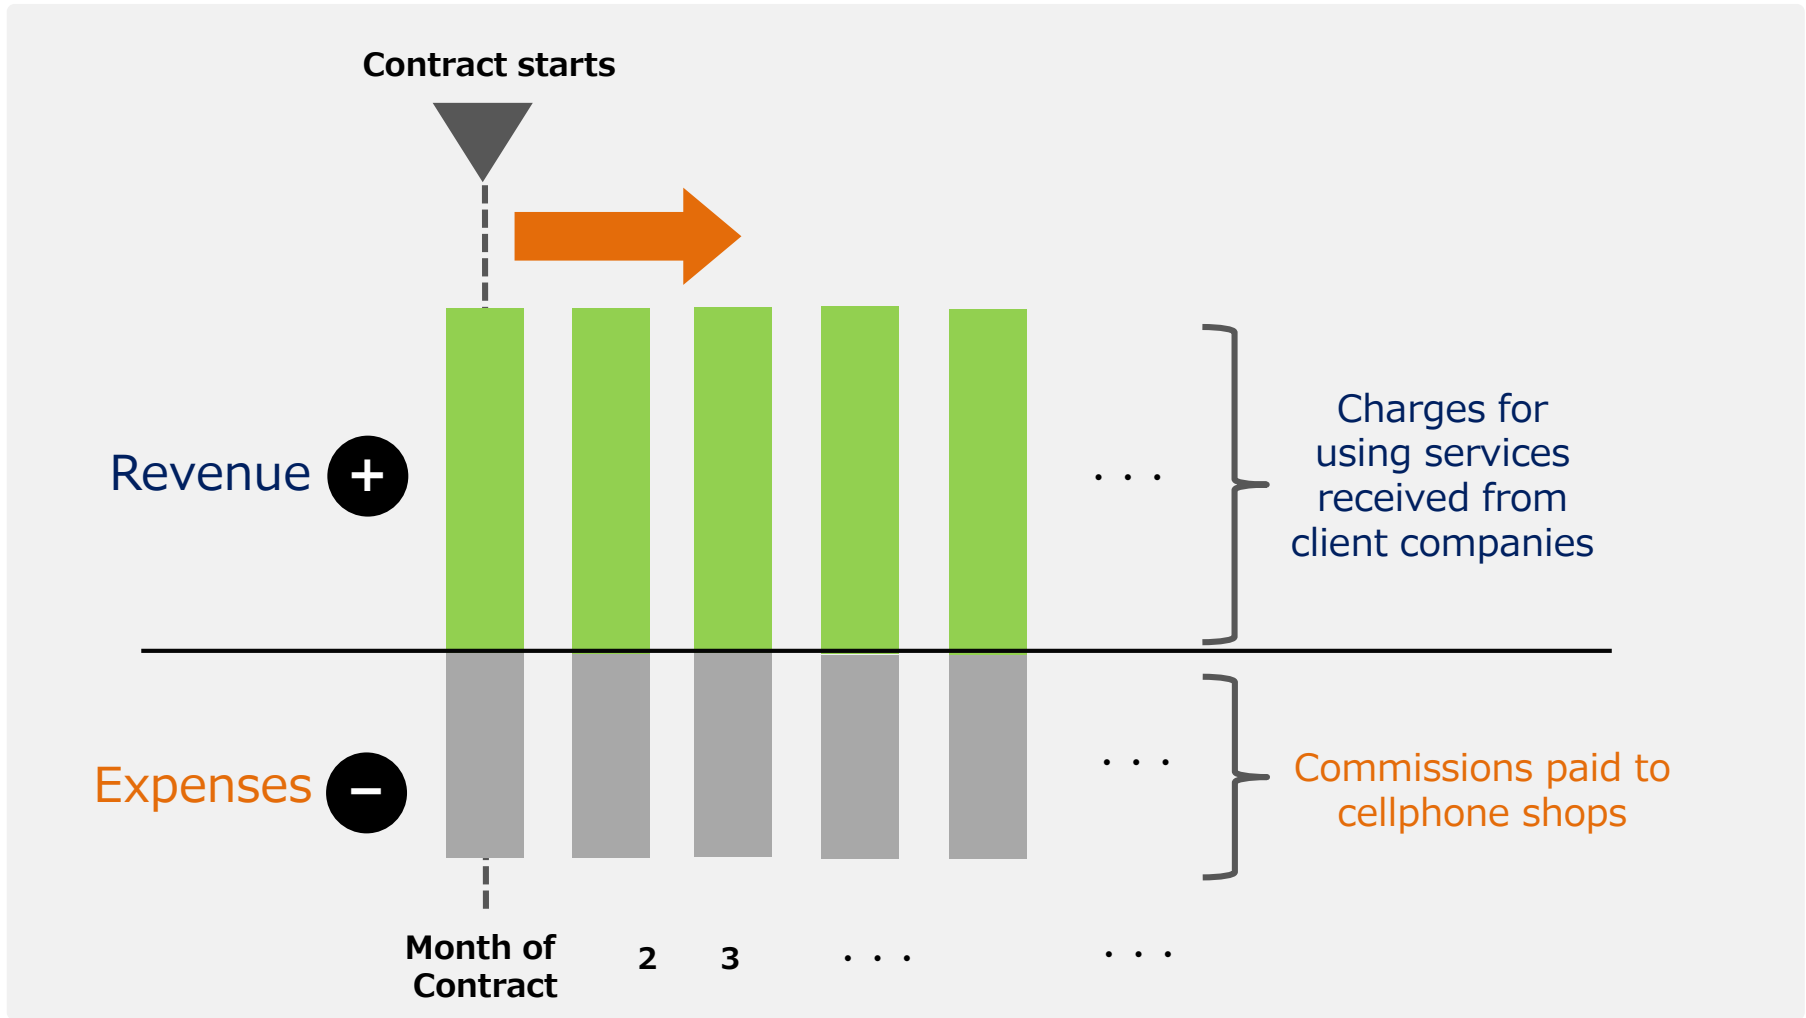 Contract starts
Revenue +
· · ·
Charges for
using services
received from
client companies
Expenses −
· · ·
Commissions paid to
cellphone shops
Month of
Contract
2
3
· · ·
· · ·